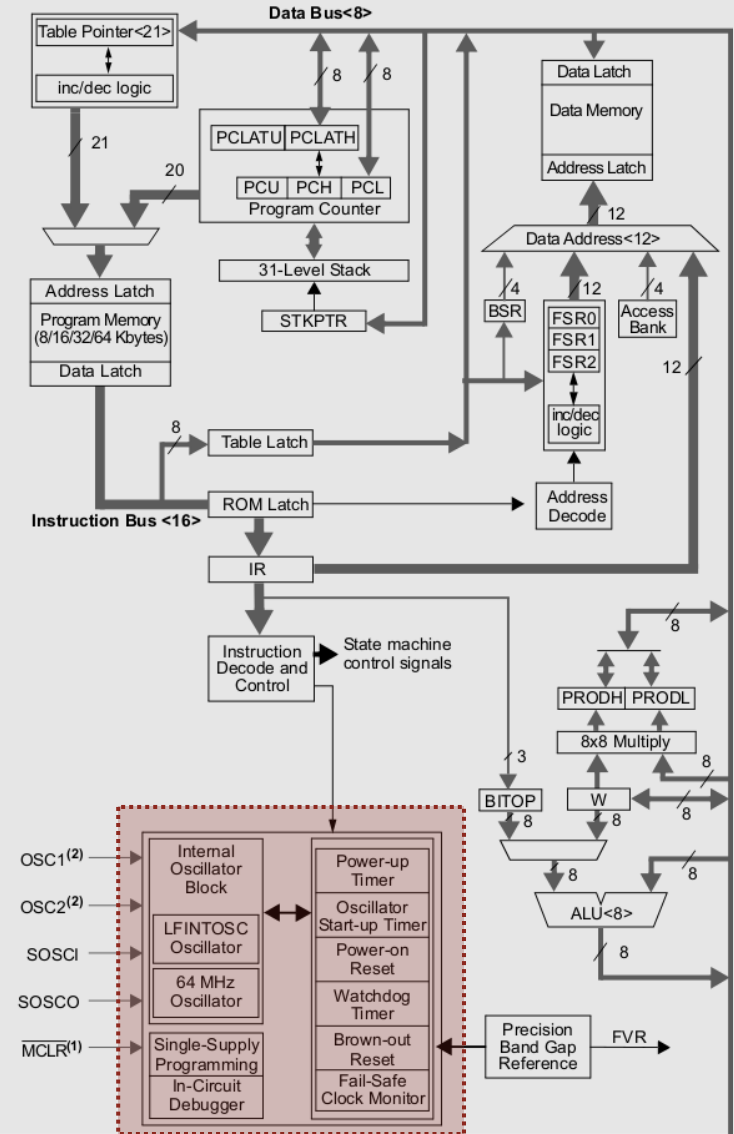 Data Bus<8>
Table Pointer<21>
inc/dec logic
21
20
8
8
PCLATU PCLATH
PCU PCH PCL
Program Counter
31-Level Stack
STKPTR
Data Latch
Data Memory
Address Latch
12
Data Address<12>
4
12
4
BSR
FSR0
FSR1
FSR2
inc/dec
logic
Access
Bank
12
Address
Decode
Address Latch
Program Memory
(8/16/32/64 Kbytes)
Data Latch
8
Table Latch
ROM Latch
Instruction Bus <16>
IR
Instruction
Decode and
Control
State machine
control signals
8
PRODH PRODL
8x8 Multiply
3
8
BITOP
W
8
8
8
8
8
ALU<8>
8
OSC1(2)
OSC2(2)
SOSCI
SOSCO
MCLR(1)
Internal
Oscillator
Block
LFINTOSC
Oscillator
64 MHz
Oscillator
Single-Supply
Programming
In-Circuit
Debugger
Power-up
Timer
Oscillator
Start-up Timer
Power-on
Reset
Watchdog
Timer
Brown-out
Reset
Fail-Safe
Clock Monitor
Precision
Band Gap
Reference
FVR